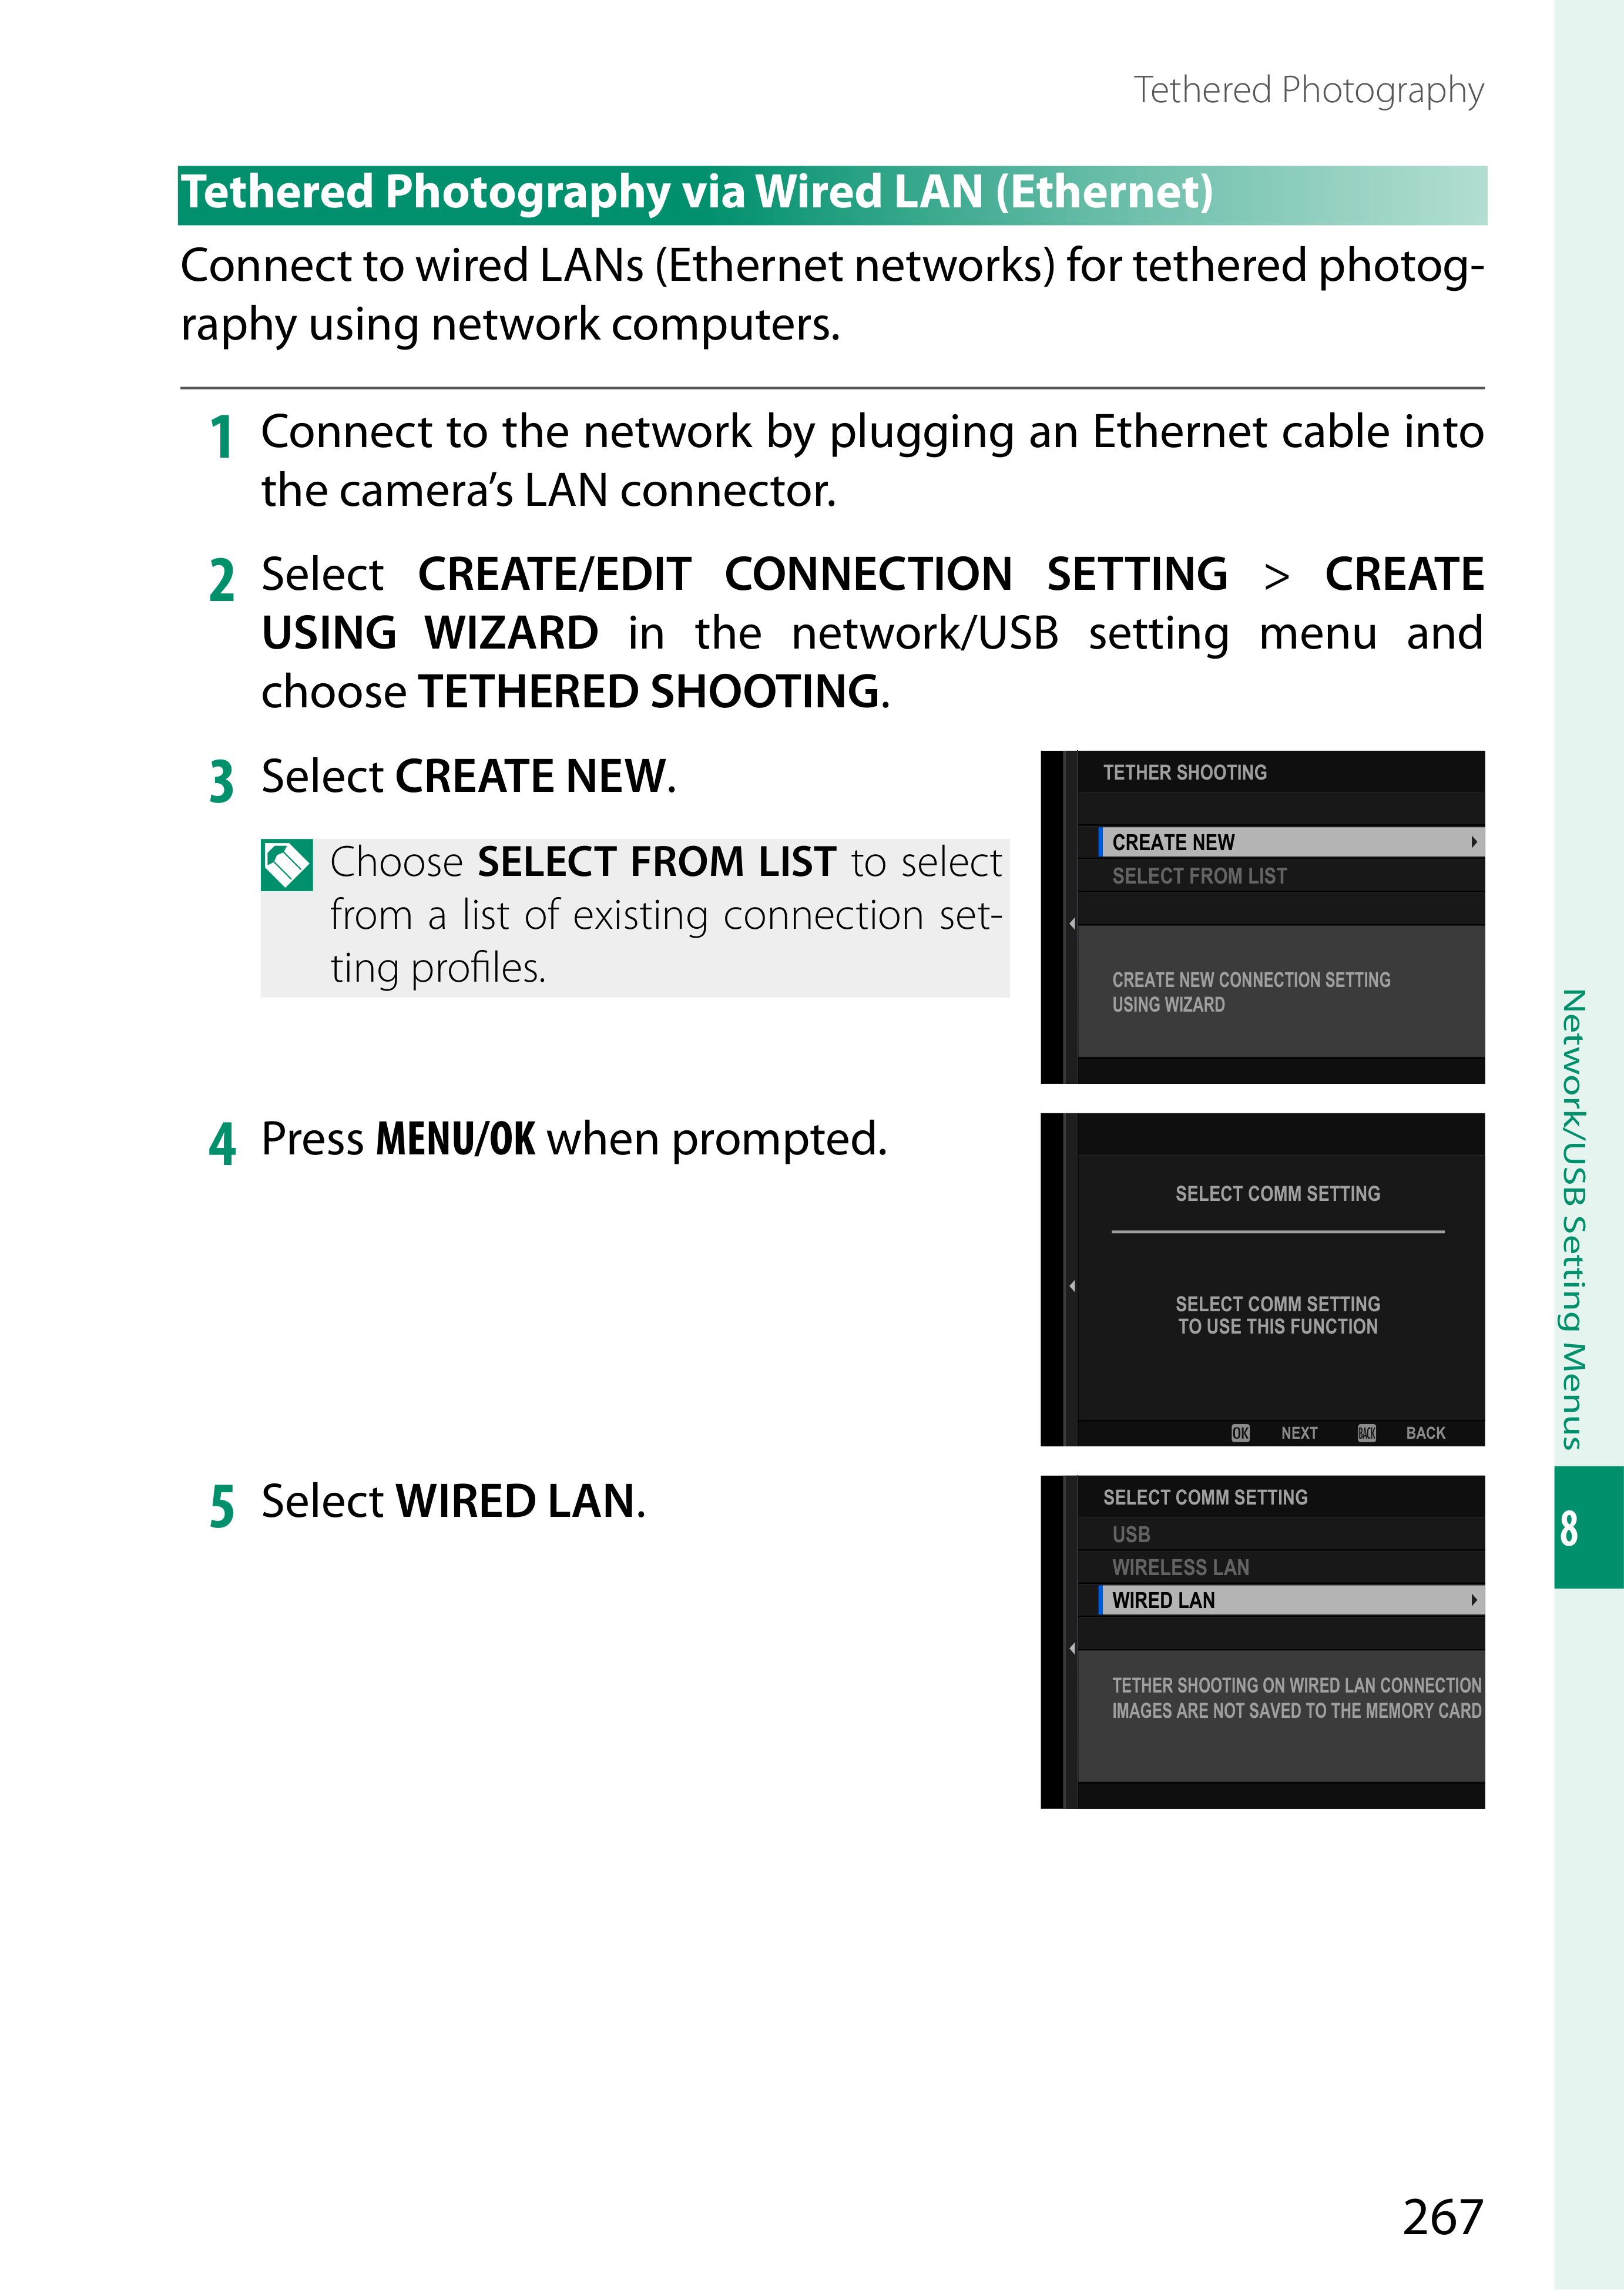 Tethered Photography
Tethered Photography via Wired LAN (Ethernet)
Connect to wired LANs (Ethernet networks) for tethered photog-
raphy using network computers.
1 Connect to the network by plugging an Ethernet cable into
the camera’s LAN connector.
2 Select CREATE/EDIT CONNECTION SETTING > CREATE
USING WIZARD in the network/USB setting menu and
choose TETHERED SHOOTING.
3 Select CREATE NEW.
Choose SELECT FROM LIST to select
from a list of existing connection set-
ting profiles.
TETHER SHOOTING
CREATE NEW
SELECT FROM LIST
CREATE NEW CONNECTION SETTING
USING WIZARD
4 Press MENU/OK when prompted.
SELECT COMM SETTING
SELECT COMM SETTING
TO USE THIS FUNCTION
OK NEXT BACK BACK
5 Select WIRED LAN.
SELECT COMM SETTING
USB
WIRELESS LAN
WIRED LAN
TETHER SHOOTING ON WIRED LAN CONNECTION
IMAGES ARE NOT SAVED TO THE MEMORY CARD
Network/USB Setting Menus
8
267